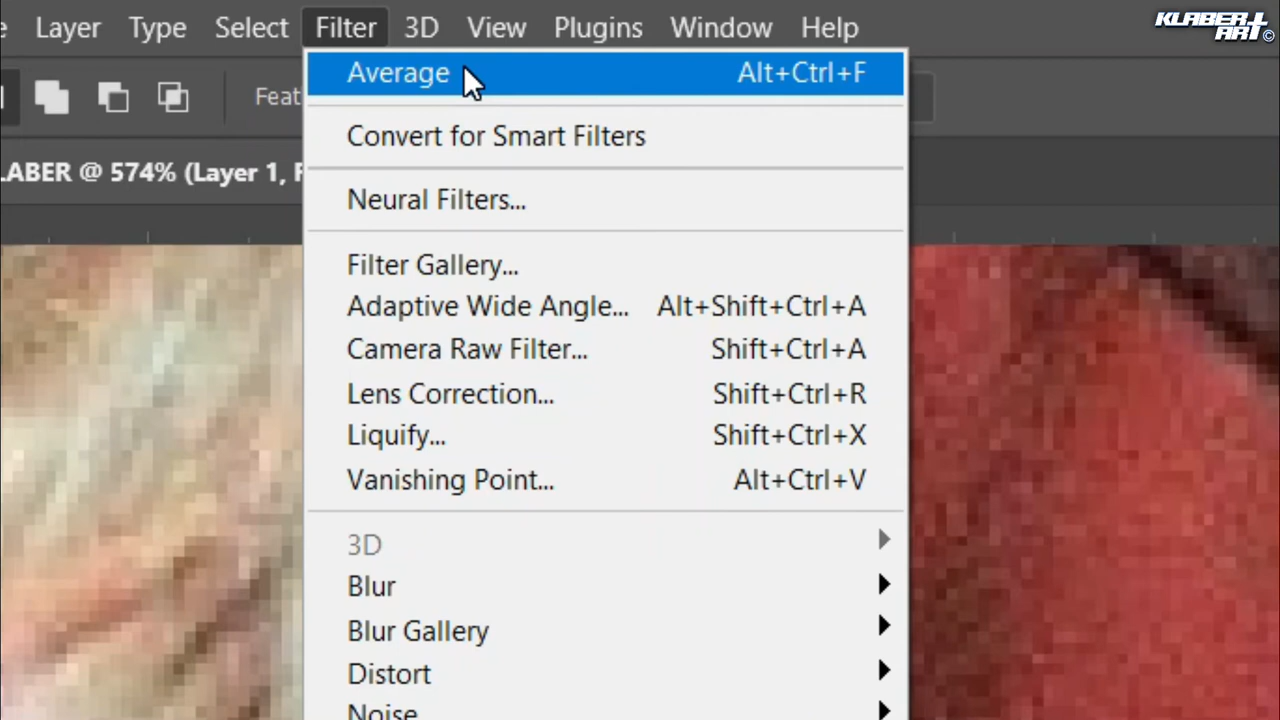 Layer Type Select Filter 3D View Plugins Window Help
KLABERT
ART©
Average Alt+Ctrl+F
Convert for Smart Filters
LABER @ 574% (Layer 1,
Neural Filters...
Filter Gallery...
Adaptive Wide Angle... Alt+Shift+Ctrl+A
Camera Raw Filter... Shift+Ctrl+A
Lens Correction... Shift+Ctrl+R
Liquify... Shift+Ctrl+X
Vanishing Point... Alt+Ctrl+V
3D
Blur
Blur Gallery
Distort
Noise